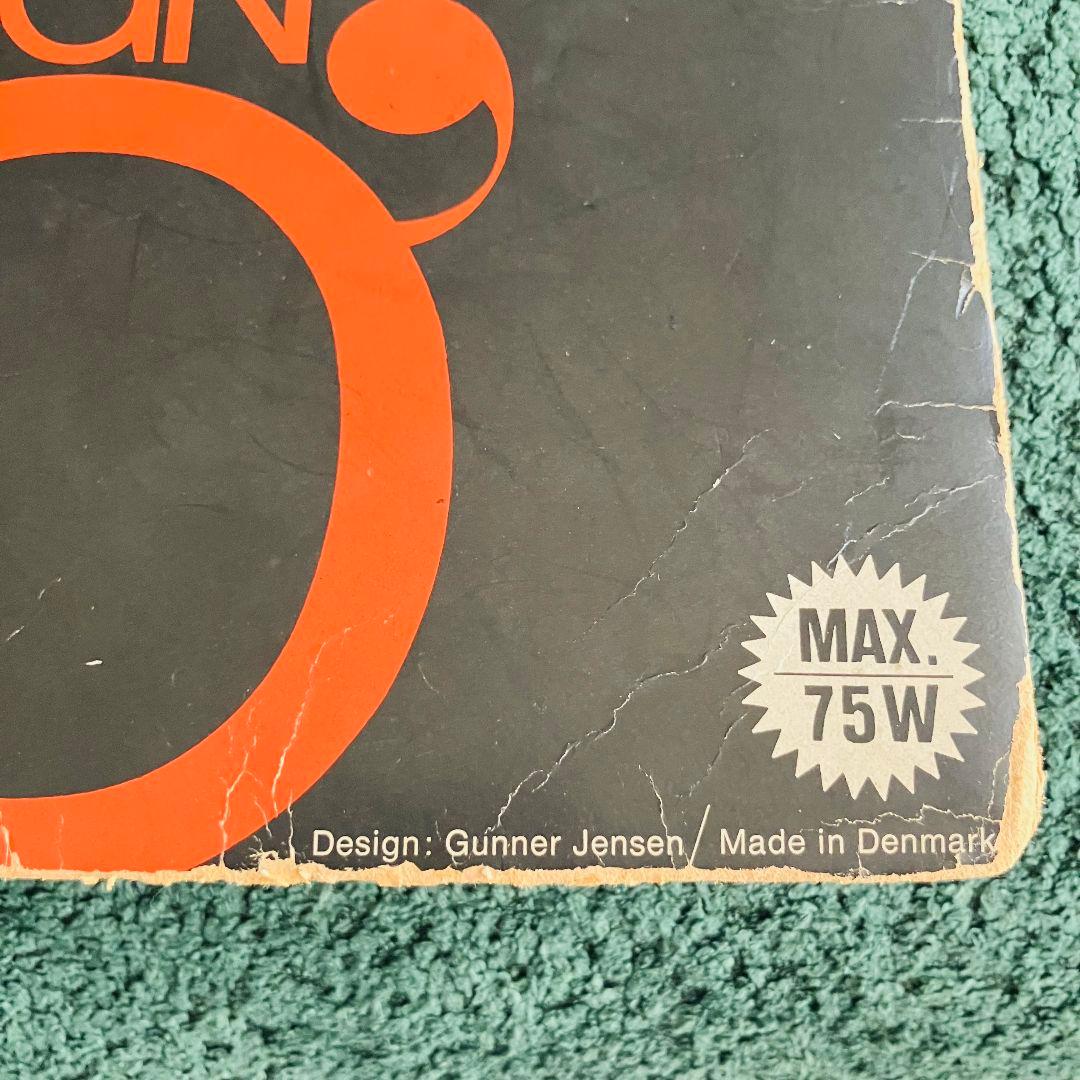 MAX.
75W
Design: Gunner Jensen / Made in Denmark